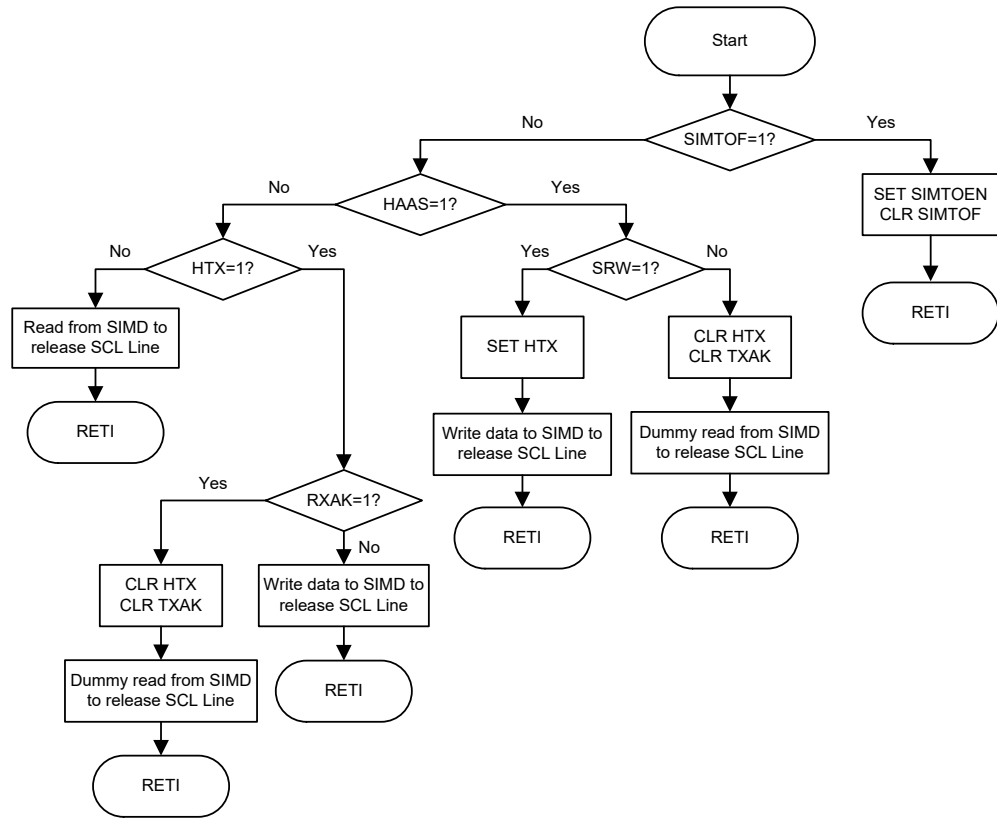 Start
No
SIMTOF=1?
Yes
No
HAAS=1?
Yes
SET SIMTOEN
CLR SIMTOF
No
HTX=1?
Yes
Yes
SRW=1?
No
RETI
Read from SIMD to
release SCL Line
SET HTX
CLR HTX
CLR TXAK
RETI
Write data to SIMD to
release SCL Line
Dummy read from SIMD
to release SCL Line
Yes
RXAK=1?
RETI
RETI
No
CLR HTX
CLR TXAK
Write data to SIMD to
release SCL Line
Dummy read from SIMD
to release SCL Line
RETI
RETI